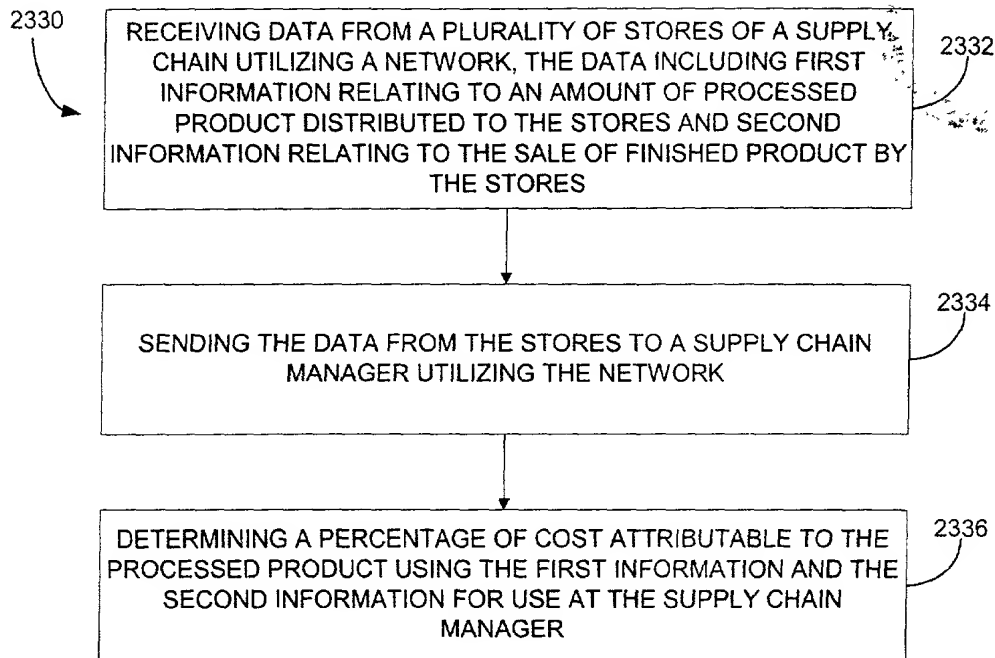 2330
RECEIVING DATA FROM A PLURALITY OF STORES OF A SUPPLY
CHAIN UTILIZING A NETWORK, THE DATA INCLUDING FIRST
INFORMATION RELATING TO AN AMOUNT OF PROCESSED
PRODUCT DISTRIBUTED TO THE STORES AND SECOND
INFORMATION RELATING TO THE SALE OF FINISHED PRODUCT BY
THE STORES
2332
SENDING THE DATA FROM THE STORES TO A SUPPLY CHAIN
MANAGER UTILIZING THE NETWORK
2334
DETERMINING A PERCENTAGE OF COST ATTRIBUTABLE TO THE
PROCESSED PRODUCT USING THE FIRST INFORMATION AND THE
SECOND INFORMATION FOR USE AT THE SUPPLY CHAIN
MANAGER
2336